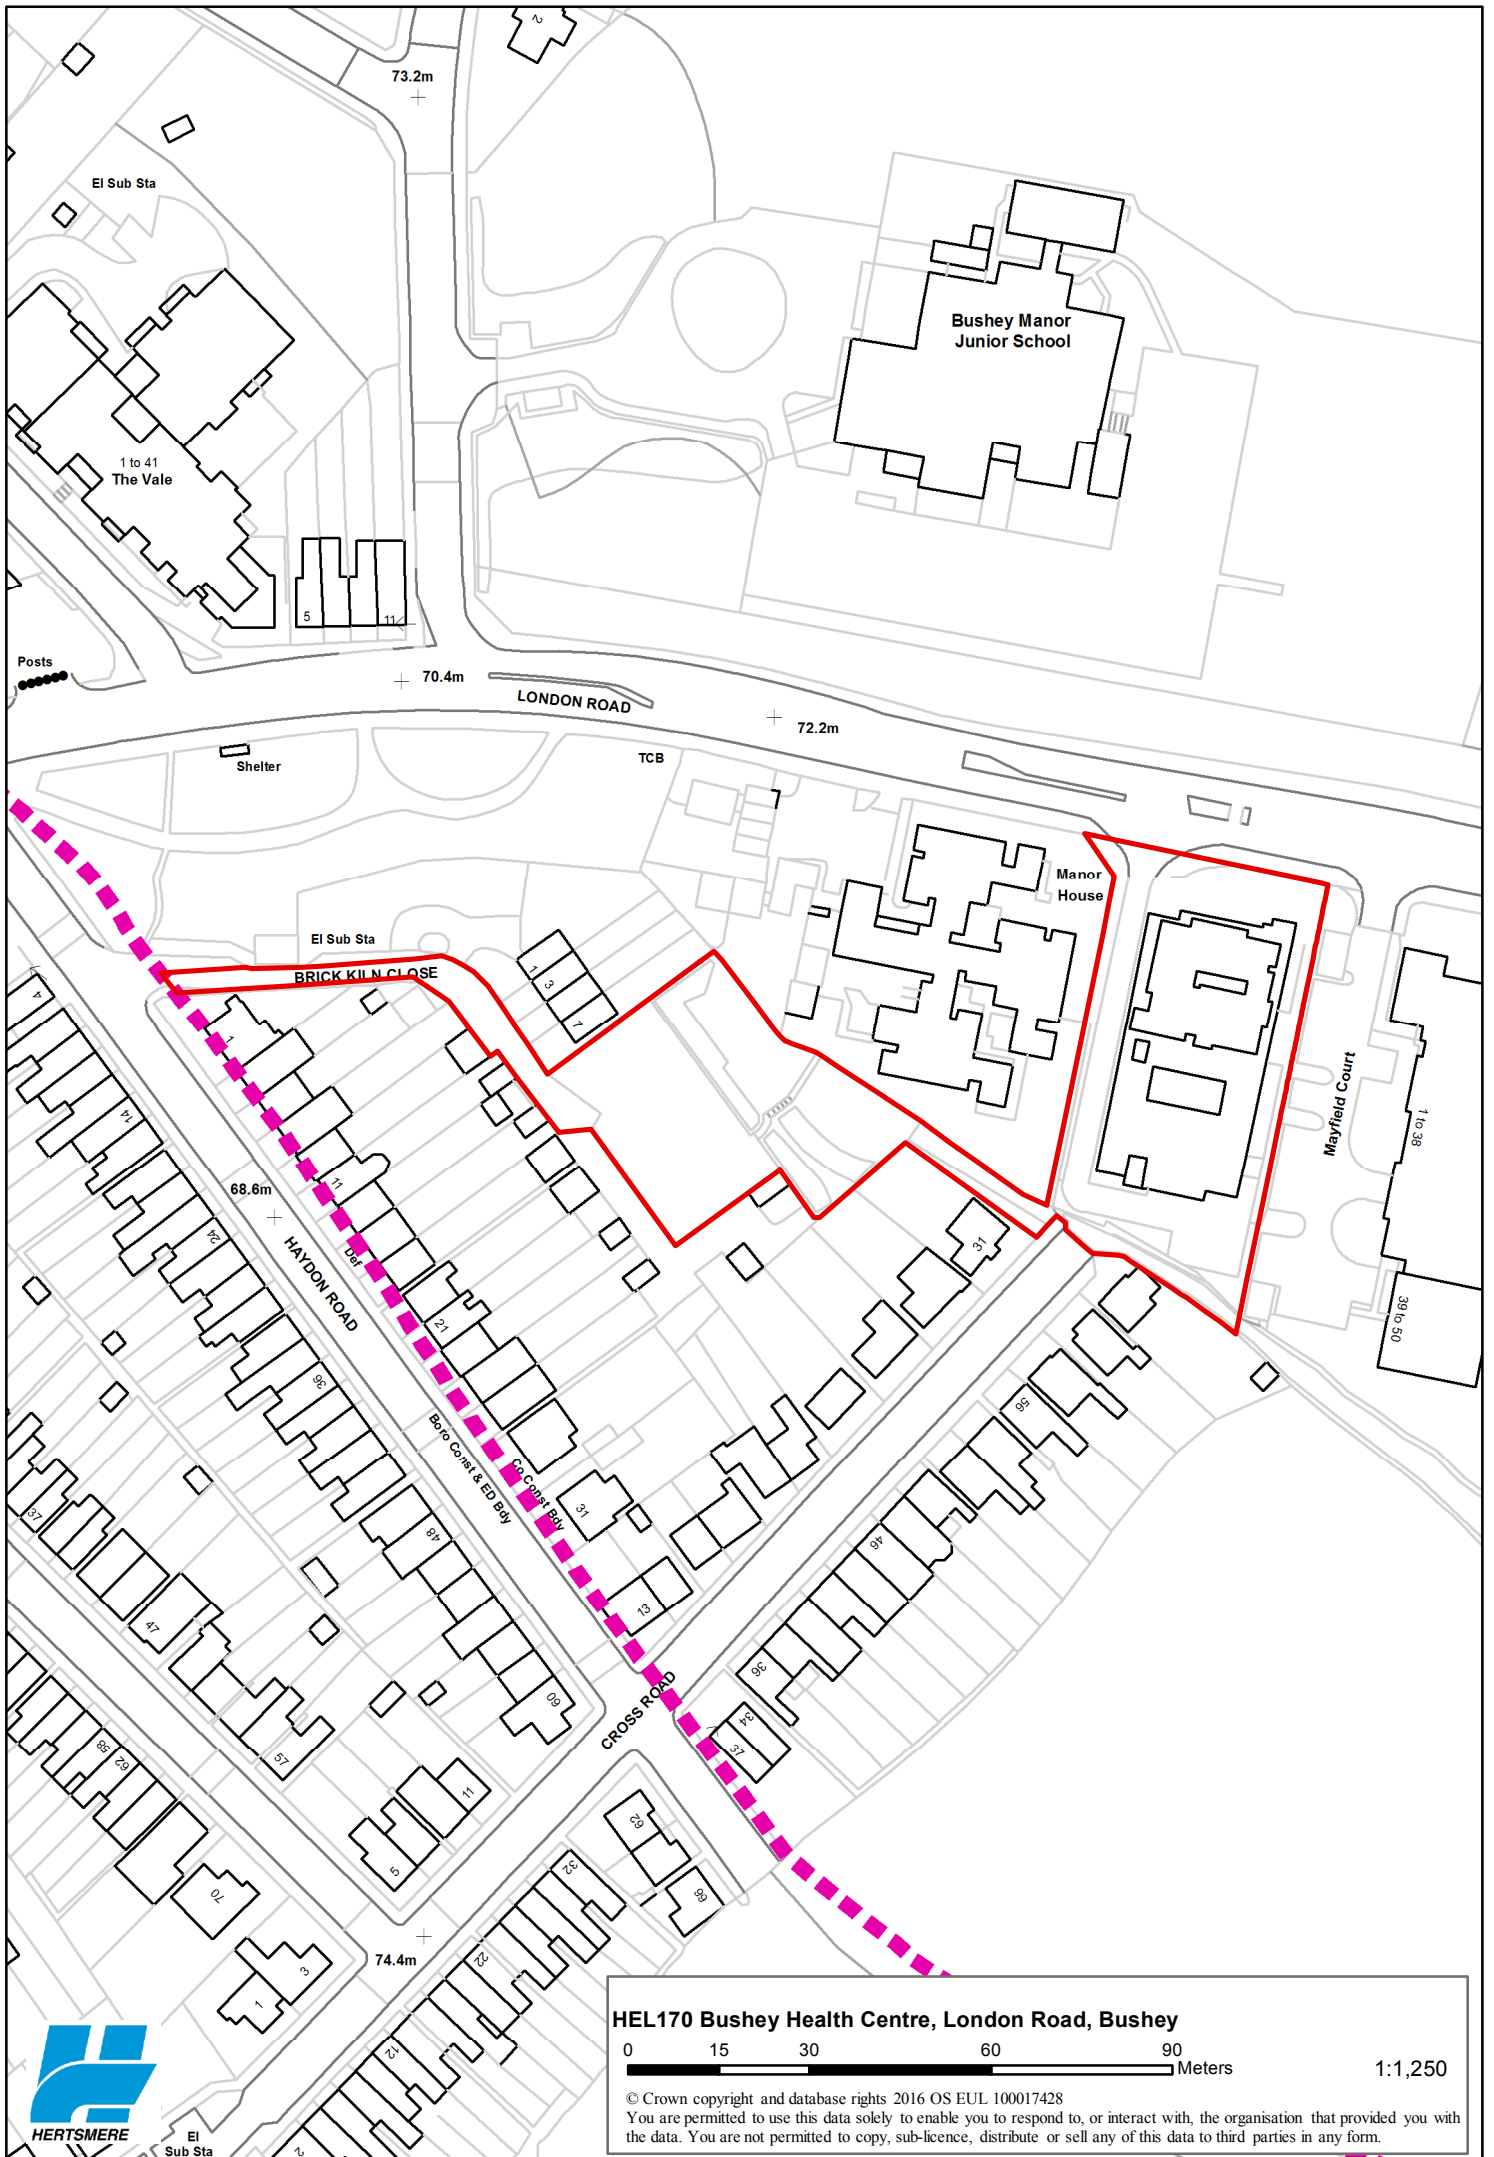 2
73.2m
El Sub Sta
Bushey Manor
Junior School
1 to 41
The Vale
5
11
Posts
70.4m
LONDON ROAD
72.2m
Shelter
TCB
Manor
House
El Sub Sta
BRICK KILN CLOSE
1
3
7
4
1
14
Mayfield Court
1 to 38
11
68.6m
24
Def
HAYDON ROAD
31
21
39 to 50
36
56
Boro Const & ED Bdy
Co Const Bdy
31
37
48
46
13
47
36
60
CROSS ROAD
34
37
58
62
57
11
62
5
32
66
70
74.4m
22
3
1
12
2
El
Sub Sta
HERTSMERE
HEL170 Bushey Health Centre, London Road, Bushey
0 15 30 60 90
Meters
1:1,250
© Crown copyright and database rights 2016 OS EUL 100017428
You are permitted to use this data solely to enable you to respond to, or interact with, the organisation that provided you with
the data. You are not permitted to copy, sub-licence, distribute or sell any of this data to third parties in any form.